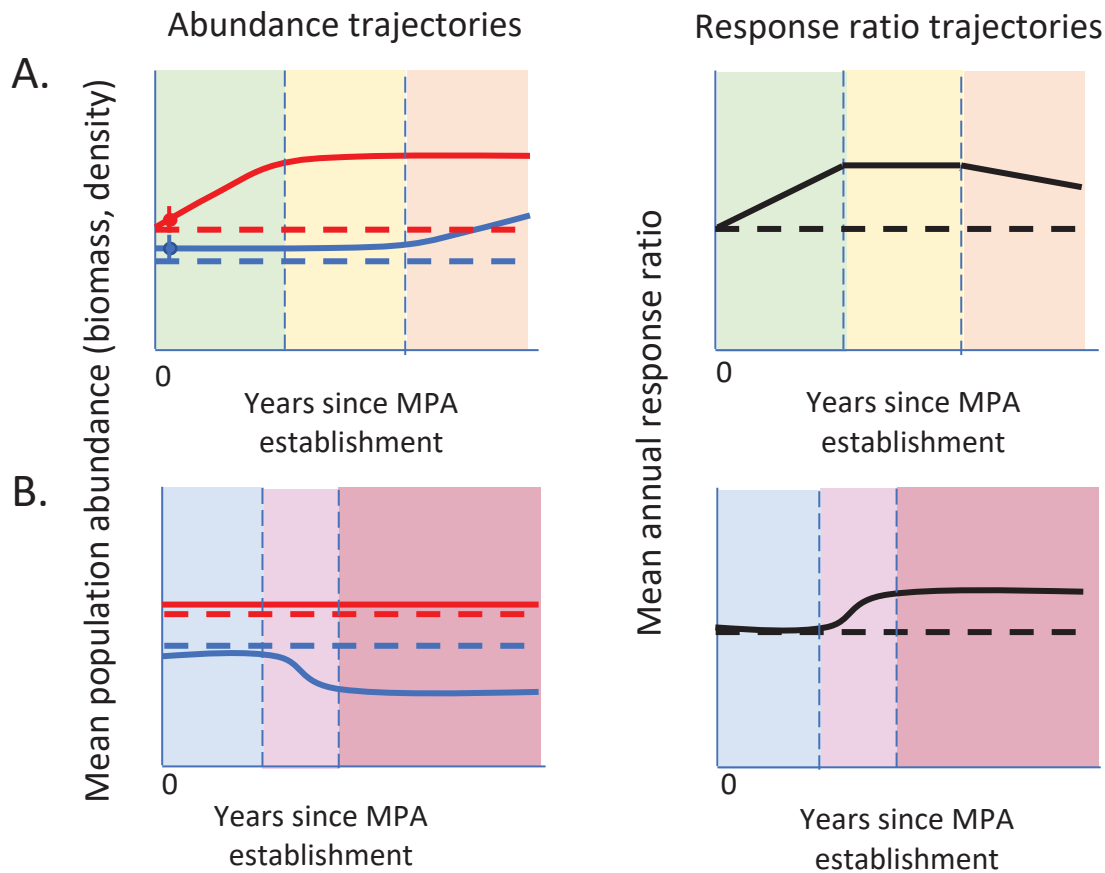 Abundance trajectories
Response ratio trajectories
A.
Mean population abundance (biomass, density)
0
Years since MPA
establishment
Mean annual response ratio
0
Years since MPA
establishment
B.
0
Years since MPA
establishment
0
Years since MPA
establishment